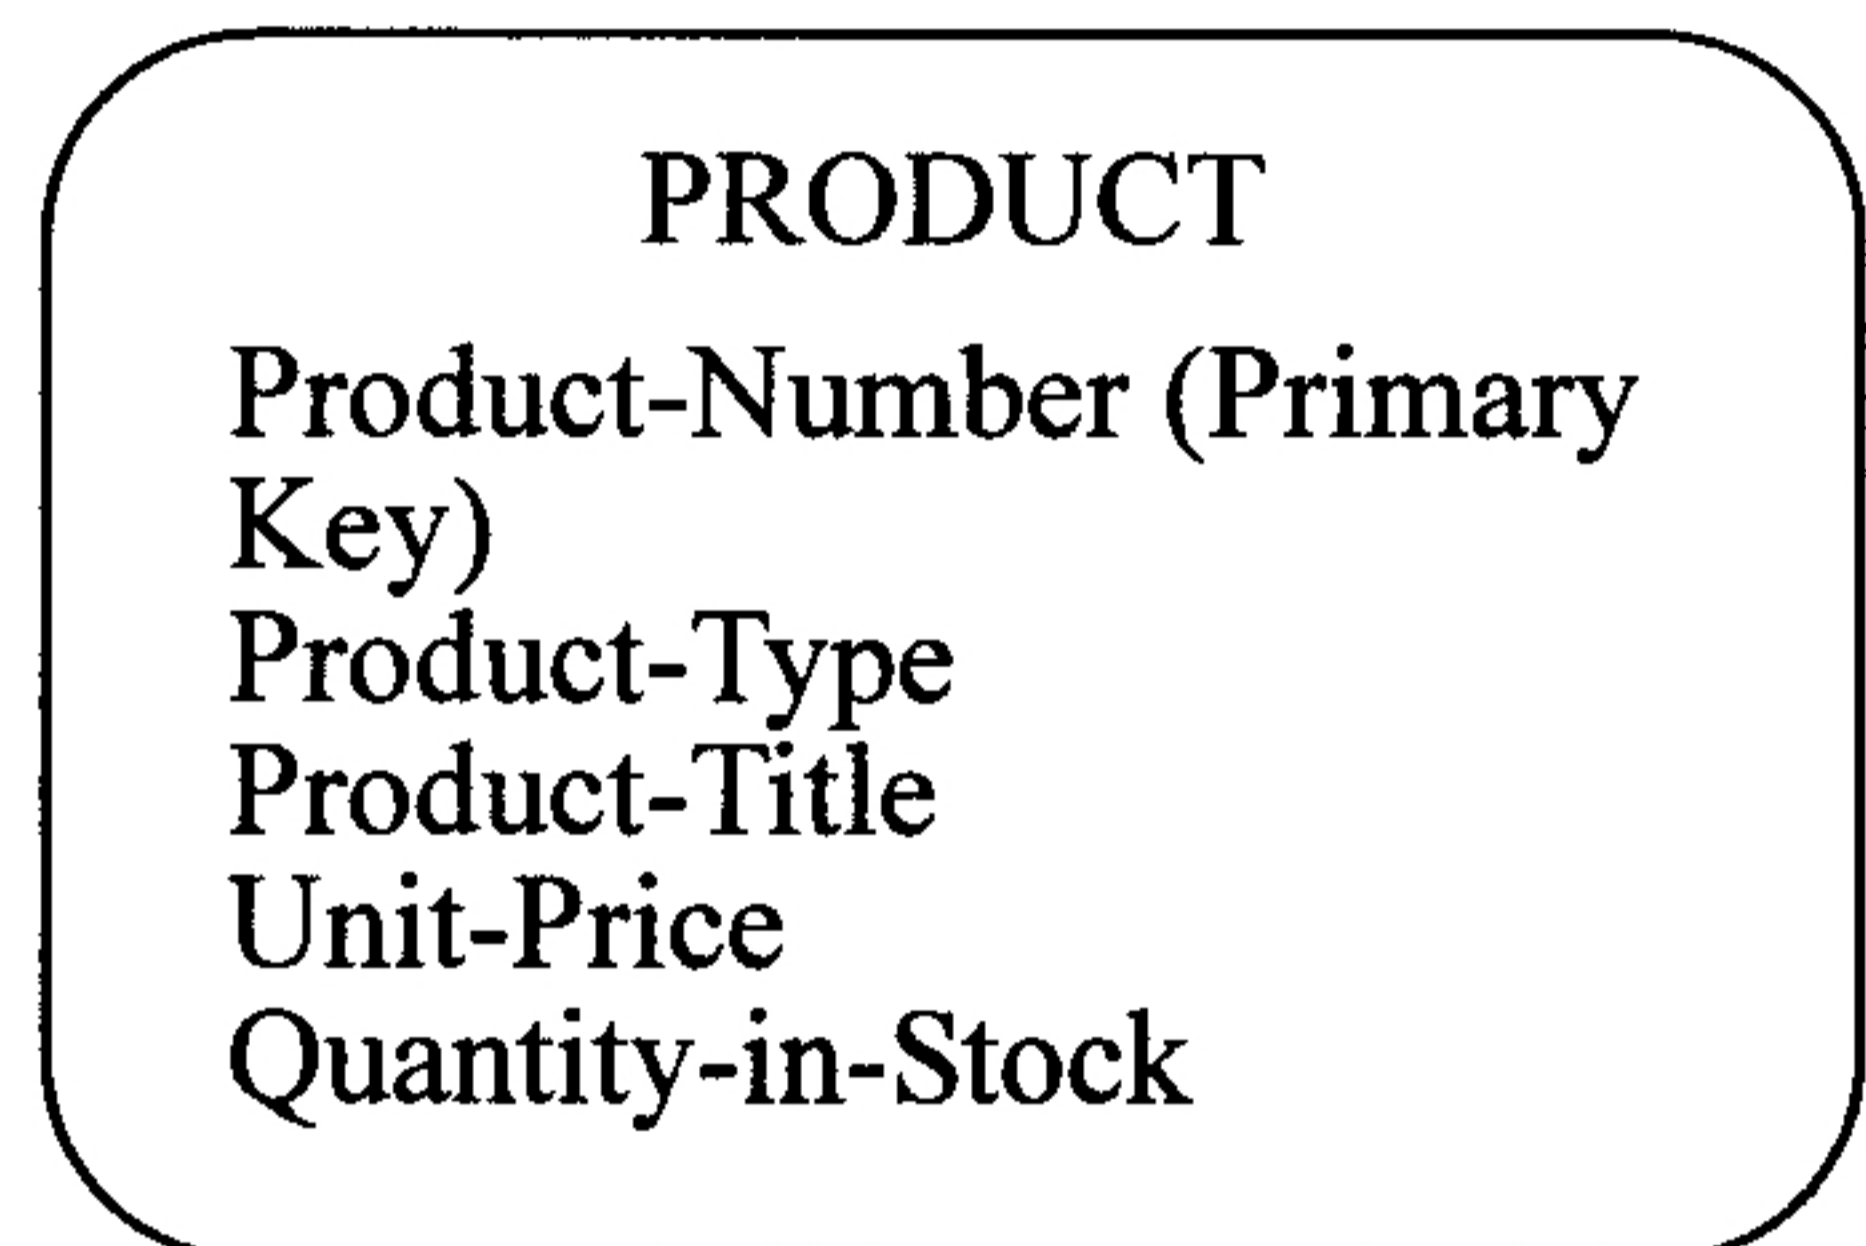 PRODUCT
Product-Number (Primary
Key)
Product-Type
Product-Title
Unit-Price
Quantity-in-Stock